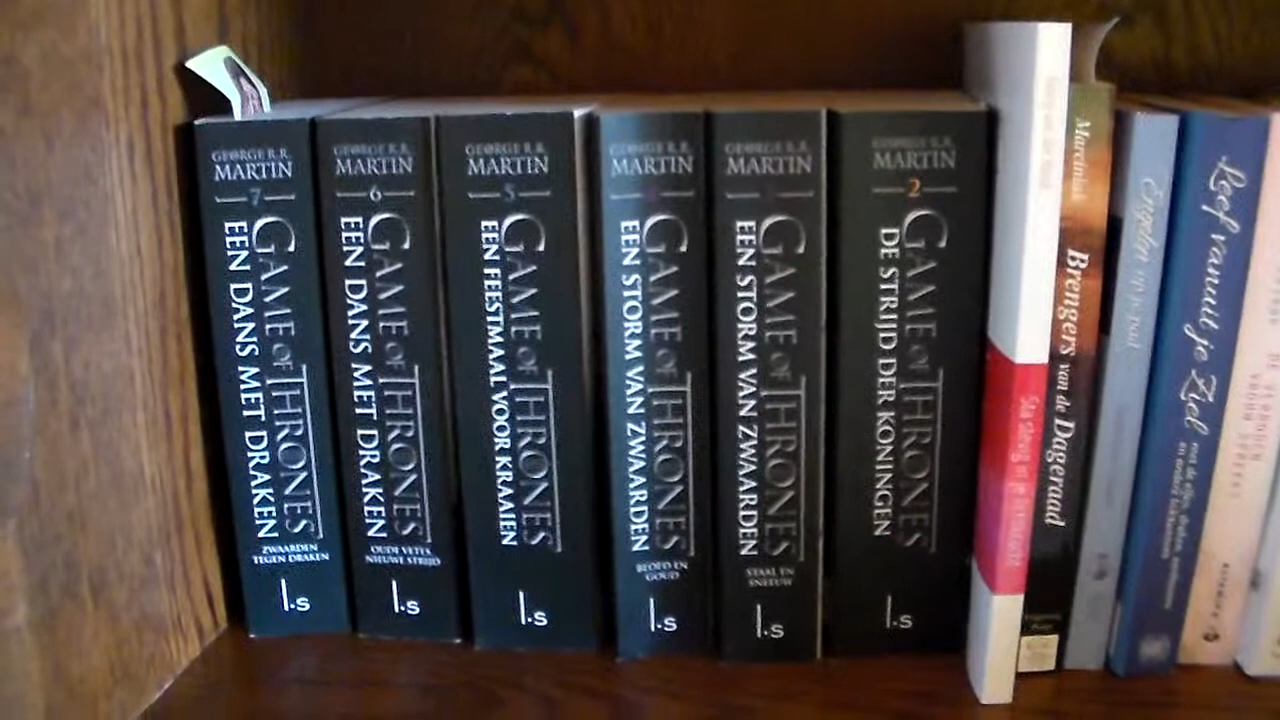 GEORGE R.R.
MARTIN
7
GAME OF THRONES
EEN DANS MET DRAKEN
ZWAARDEN
TEGEN DRAKEN
l.s
GEORGE R.R.
MARTIN
6
GAME OF THRONES
EEN DANS MET DRAKEN
OUDE VETES
NIEUWE STRIJD
l.s
GEORGE R.R.
MARTIN
5
GAME OF THRONES
EEN FEESTMAAL VOOR KRAAIEN
l.s
GEORGE R.R.
MARTIN
GAME OF THRONES
EEN STORM VAN ZWAARDEN
BLOED EN
GOUD
l.s
GEORGE R.R.
MARTIN
GAME OF THRONES
EEN STORM VAN ZWAARDEN
STAAL EN
SNEEUW
l.s
GEORGE R.R.
MARTIN
2
GAME OF THRONES
DE STRIJD DER KONINGEN
l.s
Sta stevig in je
Marciniak
Brengers van de Dageraad
Engelen op je pad
Leef vanuit je Ziel